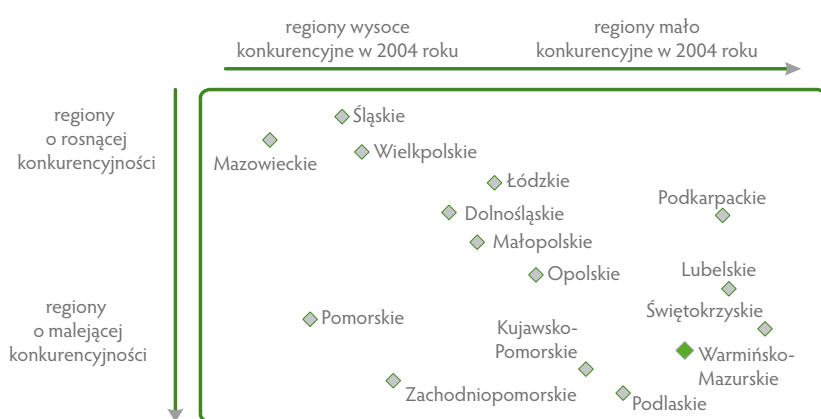 regiony wysoce
konkurencyjne w 2004 roku
regiony mało
konkurencyjne w 2004 roku
regiony
o rosnącej
konkurencyjności
Śląskie
Mazowieckie
Wielkpolskie
Łódzkie
Podkarpackie
Dolnośląskie
Małopolskie
Opolskie
Lubelskie
regiony
o malejącej
konkurencyjności
Pomorskie
Świętokrzyskie
Kujawsko-
Pomorskie
Warmińsko-
Mazurskie
Zachodniopomorskie
Podlaskie